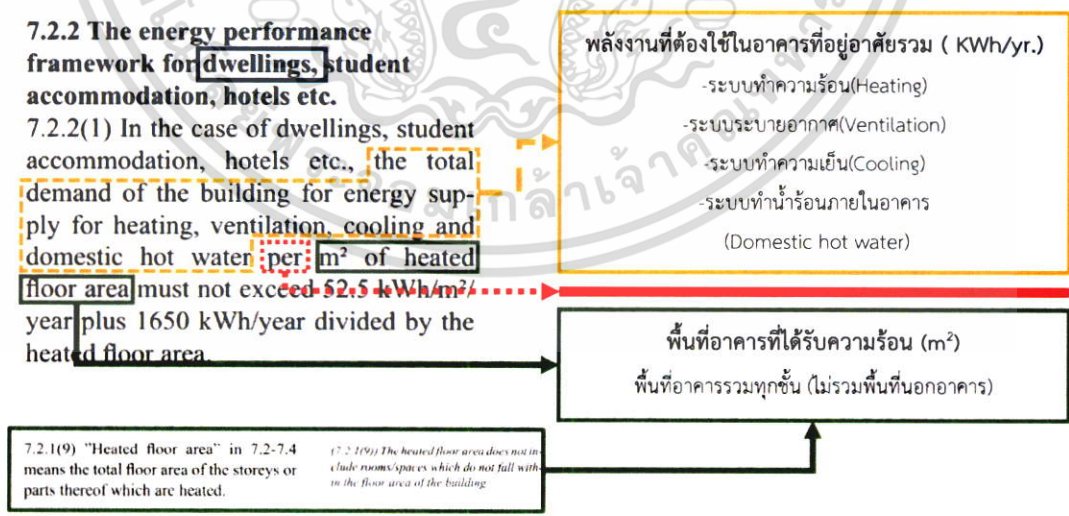 7.2.2 The energy performance
framework for dwellings, student
accommodation, hotels etc.
7.2.2(1) In the case of dwellings, student
accommodation, hotels etc., the total
demand of the building for energy sup-
ply for heating, ventilation, cooling and
domestic hot water per m² of heated
floor area must not exceed 52.5 kWh/m²/
year plus 1650 kWh/year divided by the
heated floor area.
พลังงานที่ต้องใช้ในอาคารที่อยู่อาศัยรวม ( KWh/yr.)
-ระบบทำความร้อน(Heating)
-ระบบระบายอากาศ(Ventilation)
-ระบบทำความเย็น(Cooling)
-ระบบทำน้ำร้อนภายในอาคาร
(Domestic hot water)
พื้นที่อาคารที่ได้รับความร้อน (m²)
พื้นที่อาคารรวมทุกชั้น (ไม่รวมพื้นที่นอกอาคาร)
7.2.1(9) "Heated floor area" in 7.2-7.4
means the total floor area of the storeys or
parts thereof which are heated.
(7.2.1(9)) The heated floor area does not in-
clude rooms/spaces which do not fall with-
in the floor area of the building